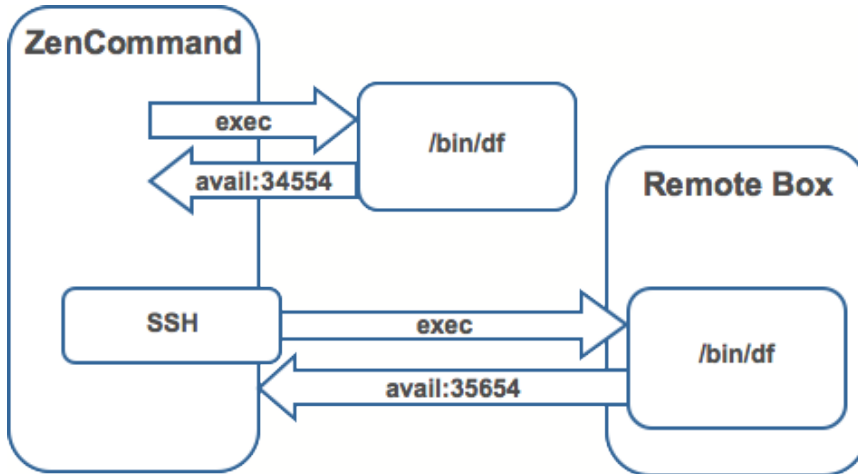 ZenCommand
exec
/bin/df
avail:34554
Remote Box
SSH
exec
/bin/df
avail:35654